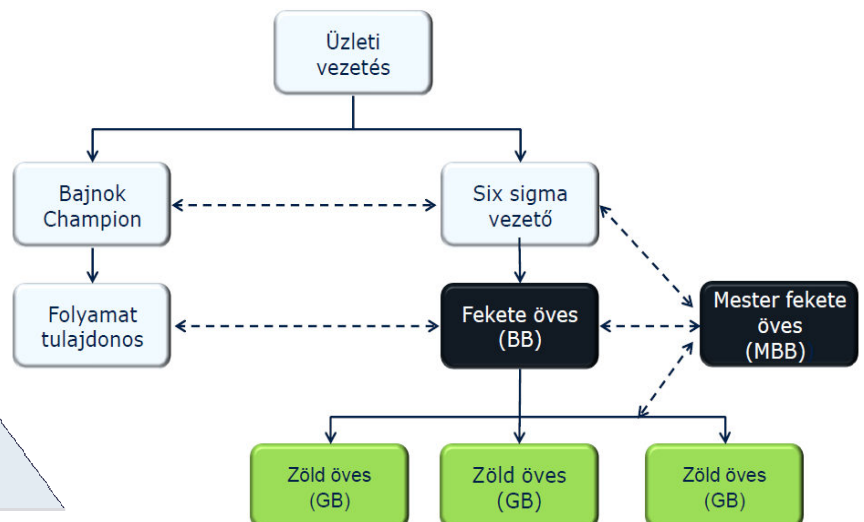 Üzleti
vezetés
Bajnok
Champion
Six sigma
vezető
Folyamat
tulajdonos
Fekete öves
(BB)
Mester fekete
öves
(MBB)
Zöld öves
(GB)
Zöld öves
(GB)
Zöld öves
(GB)